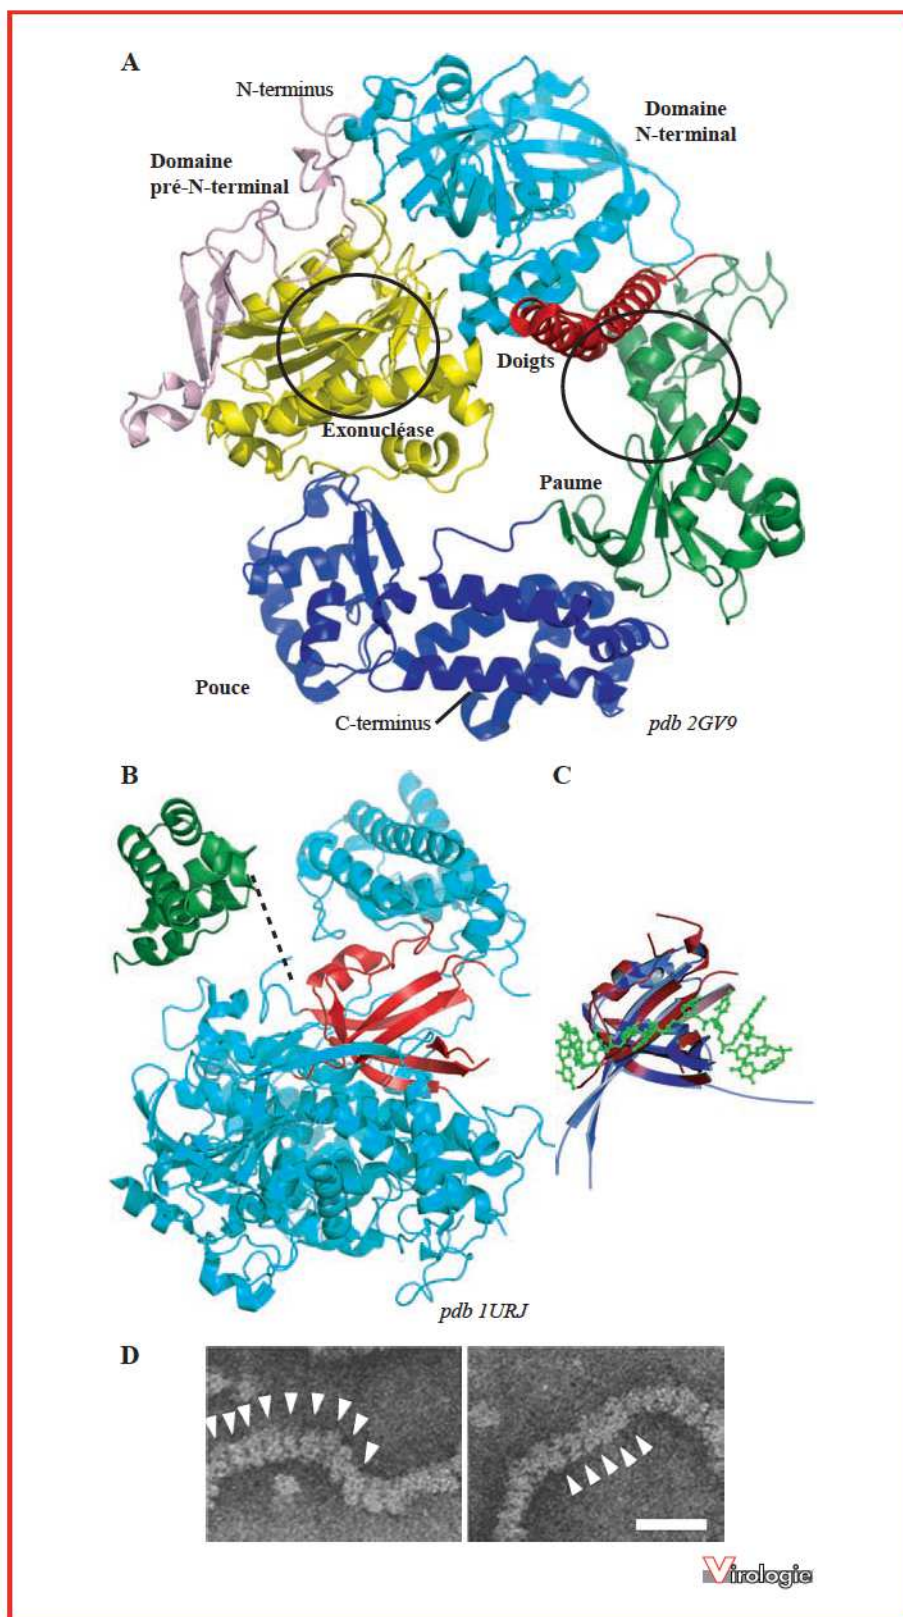 A
N-terminus
Domaine
N-terminal
Domaine
pré-N-terminal
Doigts
Exonucléase
Paume
Pouce
C-terminus
pdb 2GV9
B
C
pdb 1URJ
D
Virologie